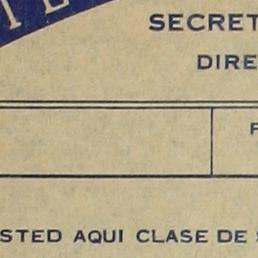 SECRET
DIRE
STED AQUI CLASE DE